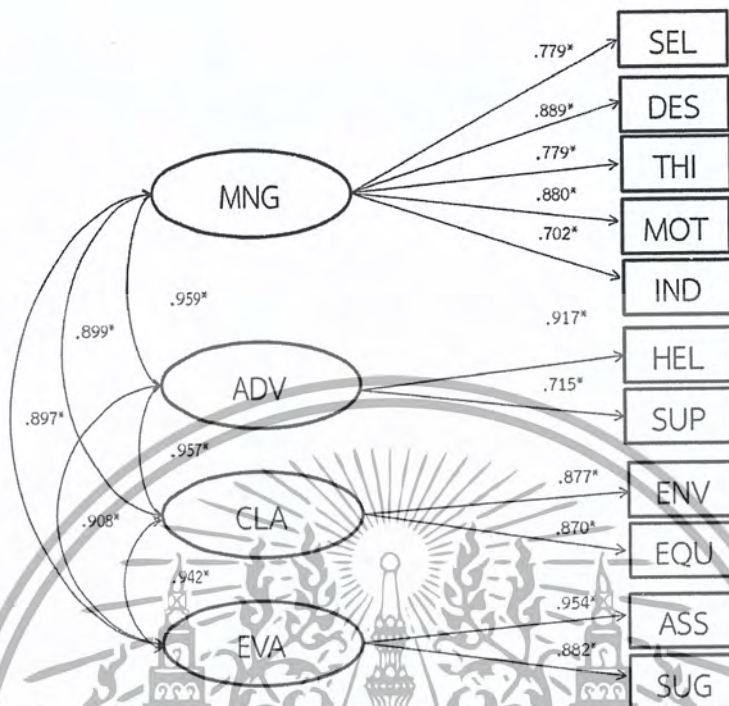 SEL
.779*
DES
.889*
THI
.779*
MNG
.880*
MOT
.702*
IND
.959*
.917*
.899*
HEL
ADV
.715*
SUP
.897*
.957*
.877*
ENV
CLA
.908*
.870*
EQU
.942*
.954*
ASS
EVA
.882*
SUG